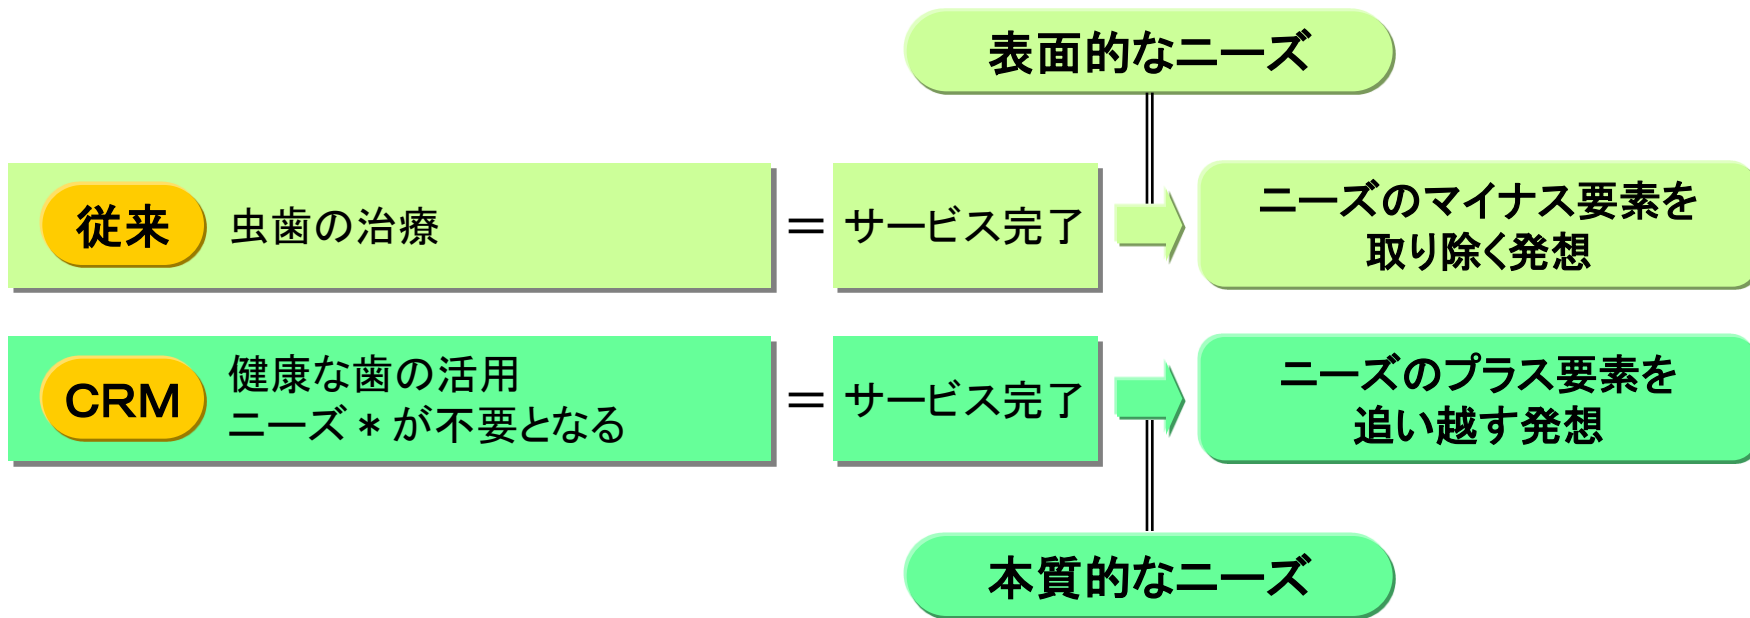 表面的なニーズ
従来 虫歯の治療 = サービス完了
ニーズのマイナス要素を
取り除く発想
CRM
健康な歯の活用
ニーズ*が不要となる
= サービス完了
ニーズのプラス要素を
追い越す発想
本質的なニーズ